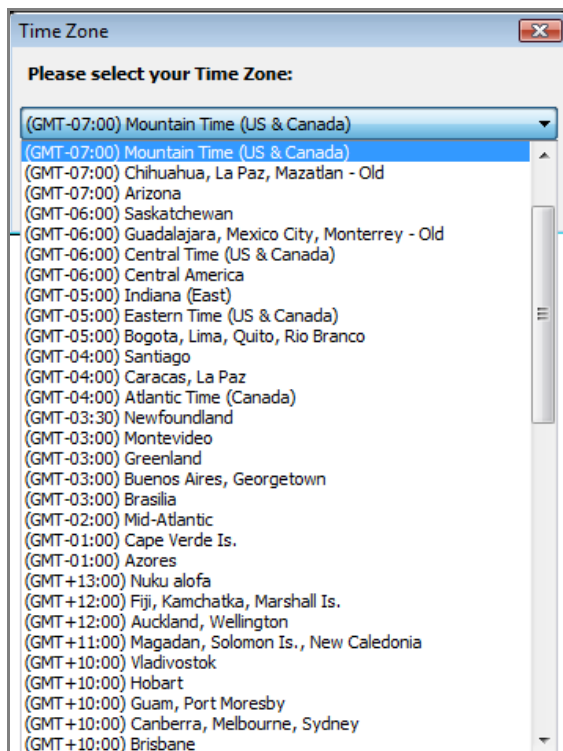 Time Zone
Please select your Time Zone:
(GMT-07:00) Mountain Time (US & Canada)
(GMT-07:00) Mountain Time (US & Canada)
(GMT-07:00) Chihuahua, La Paz, Mazatlan - Old
(GMT-07:00) Arizona
(GMT-06:00) Saskatchewan
(GMT-06:00) Guadalajara, Mexico City, Monterrey - Old
(GMT-06:00) Central Time (US & Canada)
(GMT-06:00) Central America
(GMT-05:00) Indiana (East)
(GMT-05:00) Eastern Time (US & Canada)
(GMT-05:00) Bogota, Lima, Quito, Rio Branco
(GMT-04:00) Santiago
(GMT-04:00) Caracas, La Paz
(GMT-04:00) Atlantic Time (Canada)
(GMT-03:30) Newfoundland
(GMT-03:00) Montevideo
(GMT-03:00) Greenland
(GMT-03:00) Buenos Aires, Georgetown
(GMT-03:00) Brasilia
(GMT-02:00) Mid-Atlantic
(GMT-01:00) Cape Verde Is.
(GMT-01:00) Azores
(GMT+13:00) Nuku alofa
(GMT+12:00) Fiji, Kamchatka, Marshall Is.
(GMT+12:00) Auckland, Wellington
(GMT+11:00) Magadan, Solomon Is., New Caledonia
(GMT+10:00) Vladivostok
(GMT+10:00) Hobart
(GMT+10:00) Guam, Port Moresby
(GMT+10:00) Canberra, Melbourne, Sydney
(GMT+10:00) Brisbane